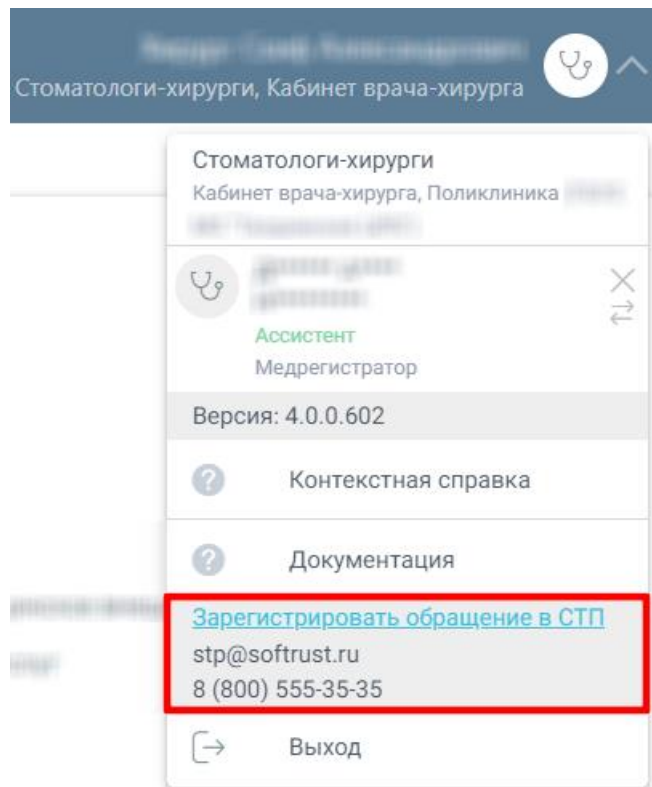 Стоматологи-хирурги, Кабинет врача-хирурга
Стоматологи-хирурги
Кабинет врача-хирурга, Поликлиника
Ассистент
Медрегистратор
Версия: 4.0.0.602
Контекстная справка
Документация
Зарегистрировать обращение в СТП
stp@softrust.ru
8 (800) 555-35-35
Выход